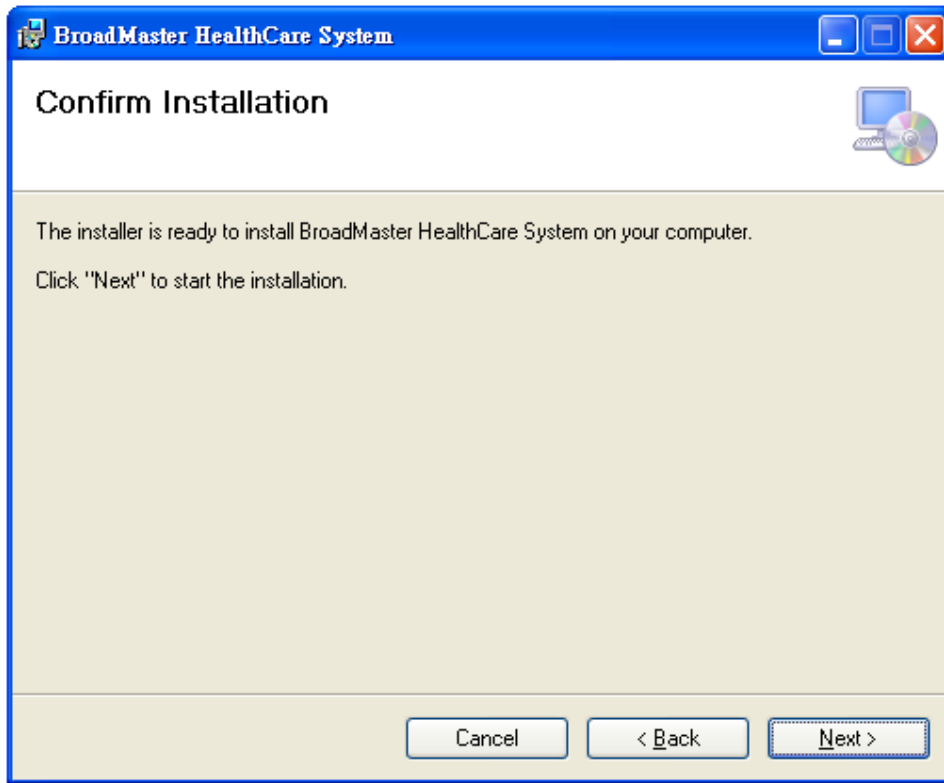 BroadMaster HealthCare System
Confirm Installation
The installer is ready to install BroadMaster HealthCare System on your computer.
Click "Next" to start the installation.
Cancel
< Back
Next >